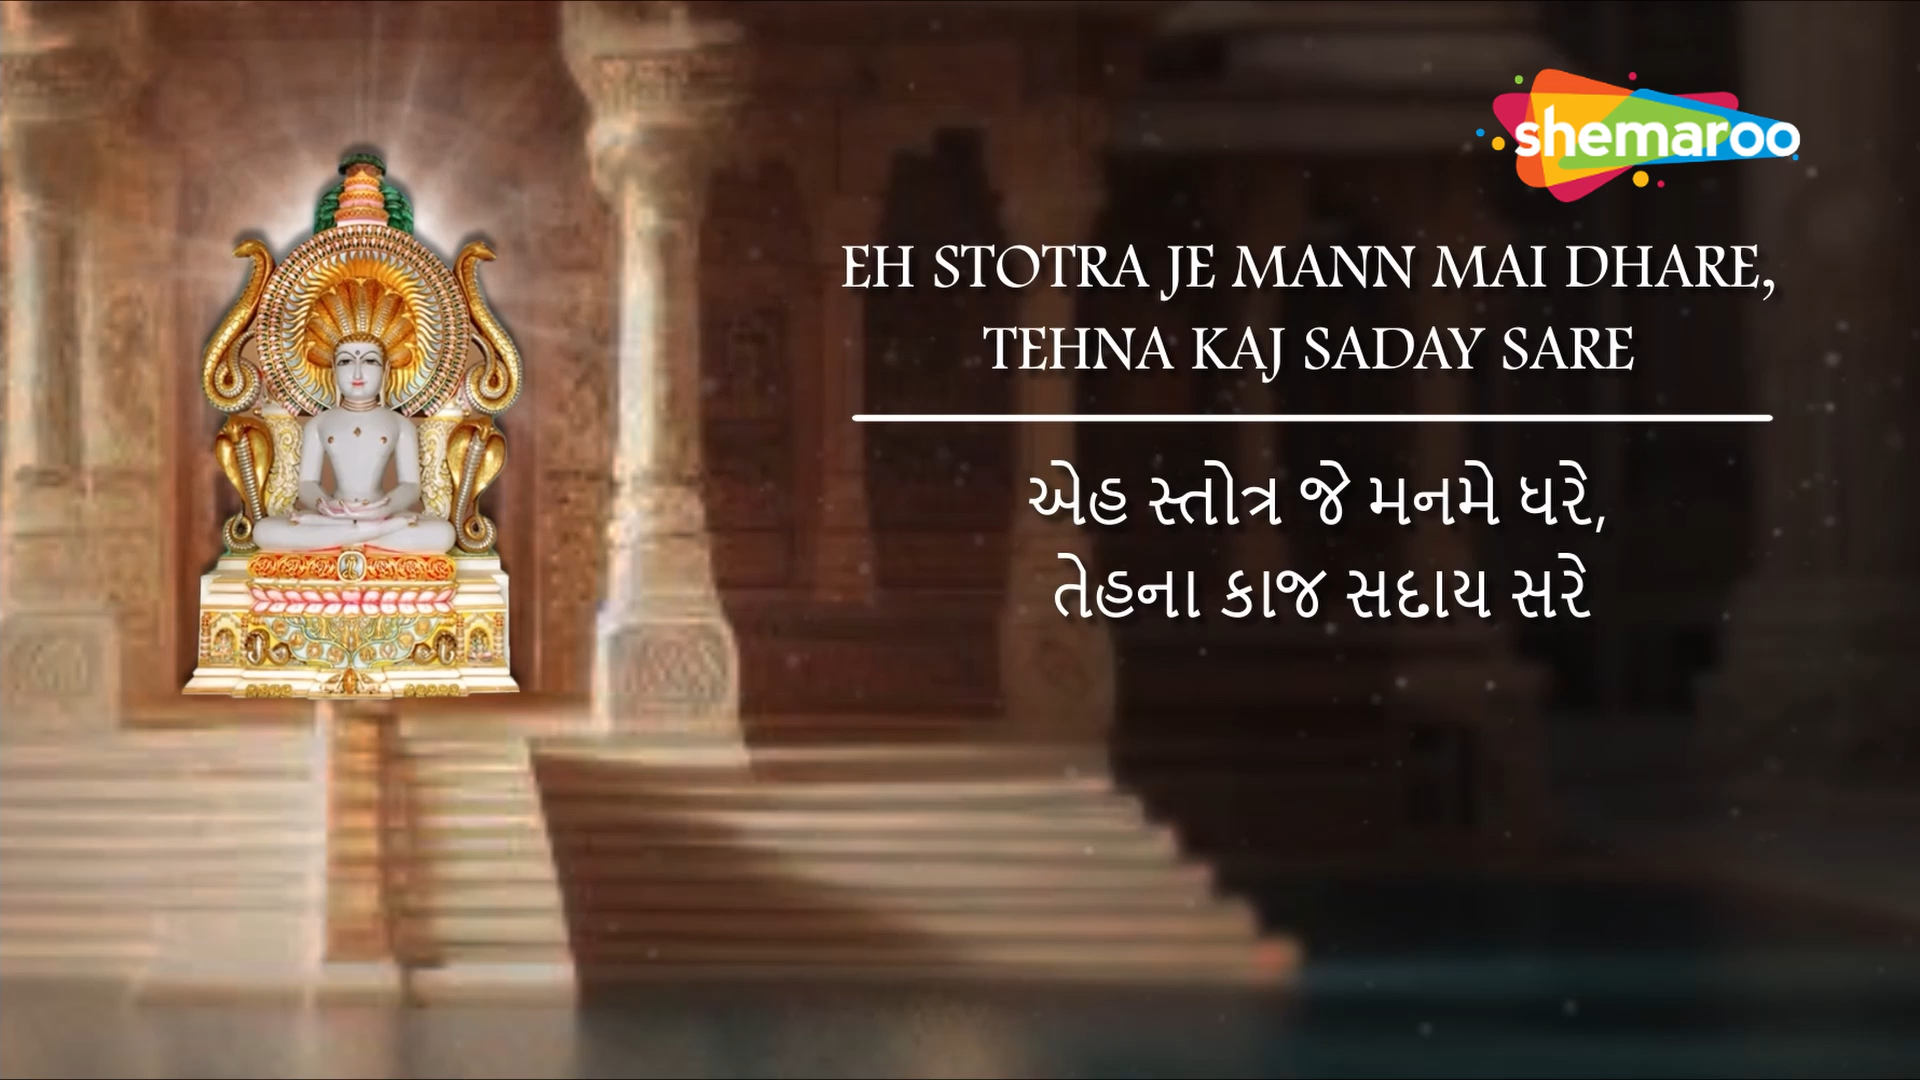 shemaroo
EH STOTRA JE MANN MAI DHARE,
TEHNA KAJ SADAY SARE
એહ સ્તોત્ર જે મનમે ધરે,
તેહના કાજ સદાય સરે